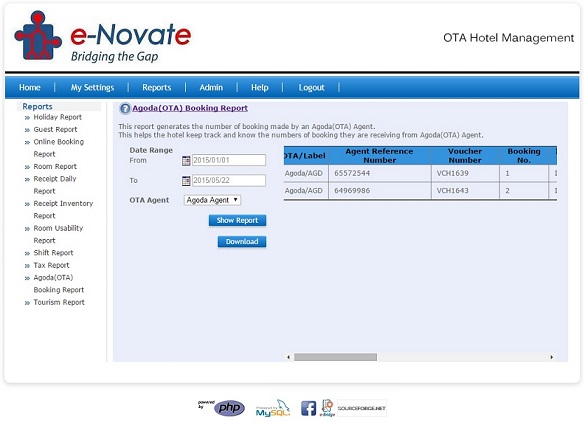 e-Novate
Bridging the Gap
OTA Hotel Management
Home | My Settings | Reports | Admin | Help | Logout |
Reports
Holiday Report
Guest Report
Online Booking
Report
Room Report
Receipt Daily
Report
Receipt Inventory
Report
Room Usability
Report
Shift Report
Tax Report
Agoda(OTA)
Booking Report
Tourism Report
Agoda(OTA) Booking Report
This report generates the number of booking made by an Agoda(OTA) Agent.
This helps the hotel keep track and know the numbers of booking they are receiving from Agoda(OTA) Agent.
Date Range
From 2015/01/01
To 2015/05/22
OTA Agent Agoda Agent
Show Report
Download
OTA/Label Agent Reference Number Voucher Number Booking No.
Agoda/AGD 65572544 VCH1639 1
Agoda/AGD 64969986 VCH1643 2
powered by php
Powered by MySQL
e-Bridge
SOURCEFORGE.NET